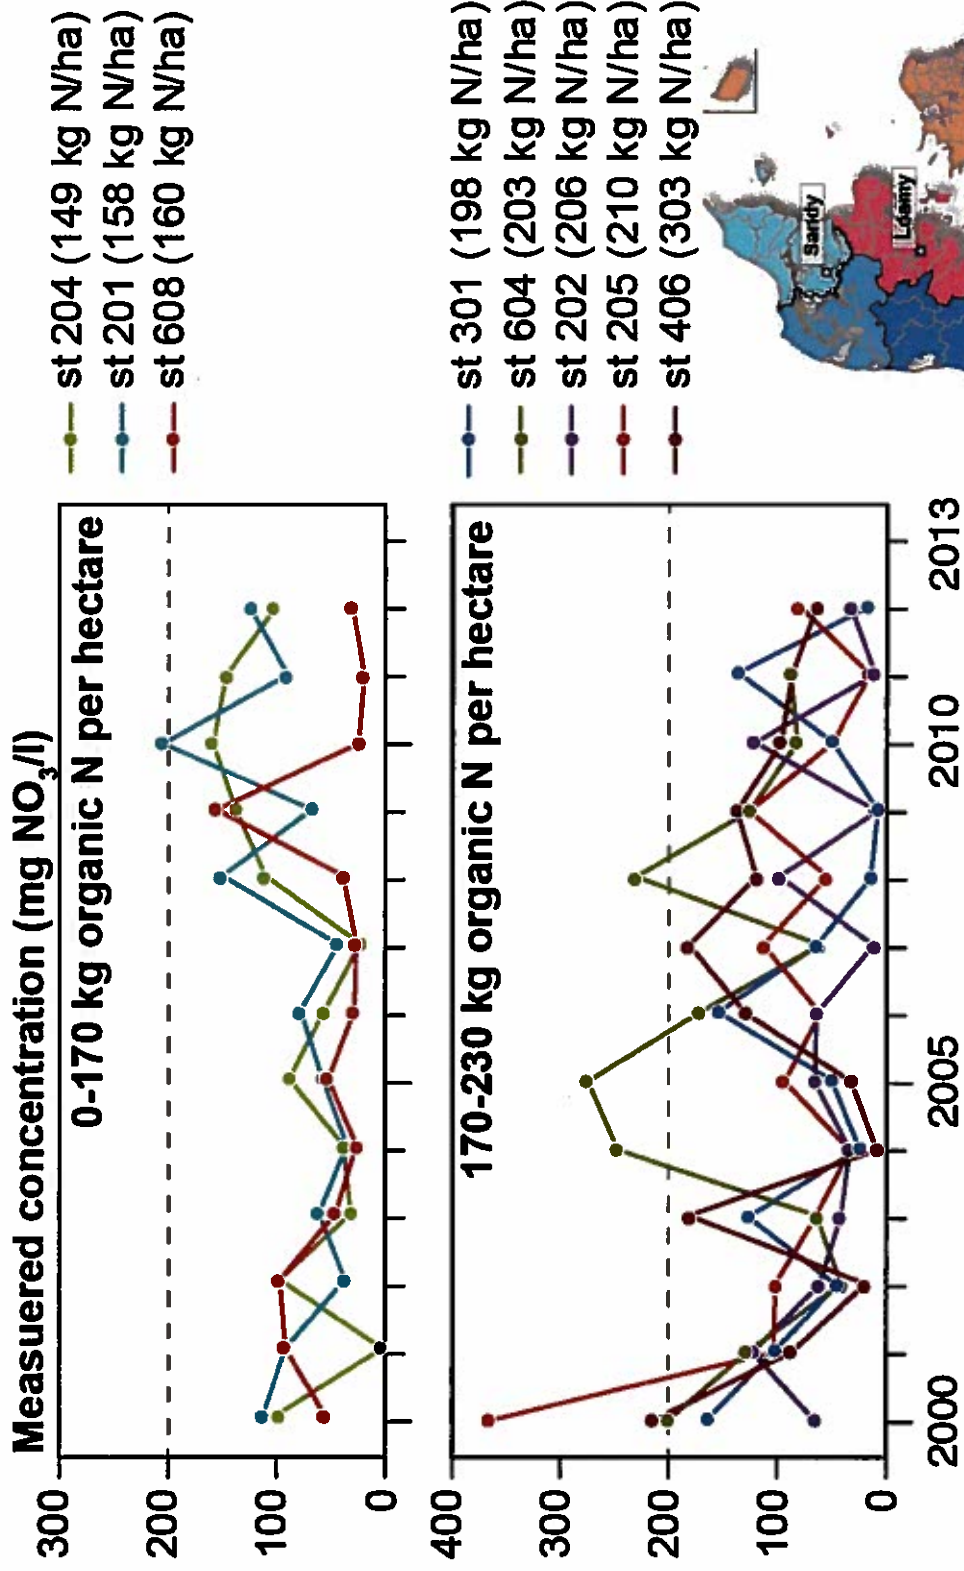 Measuered concentration (mg NO3/l)
300
200
100
0
0-170 kg organic N per hectare
st 204 (149 kg N/ha)
st 201 (158 kg N/ha)
st 608 (160 kg N/ha)
400
300
200
100
0
170-230 kg organic N per hectare
2000
2005
2010
2013
st 301 (198 kg N/ha)
st 604 (203 kg N/ha)
st 202 (206 kg N/ha)
st 205 (210 kg N/ha)
st 406 (303 kg N/ha)
Sandy
Loamy